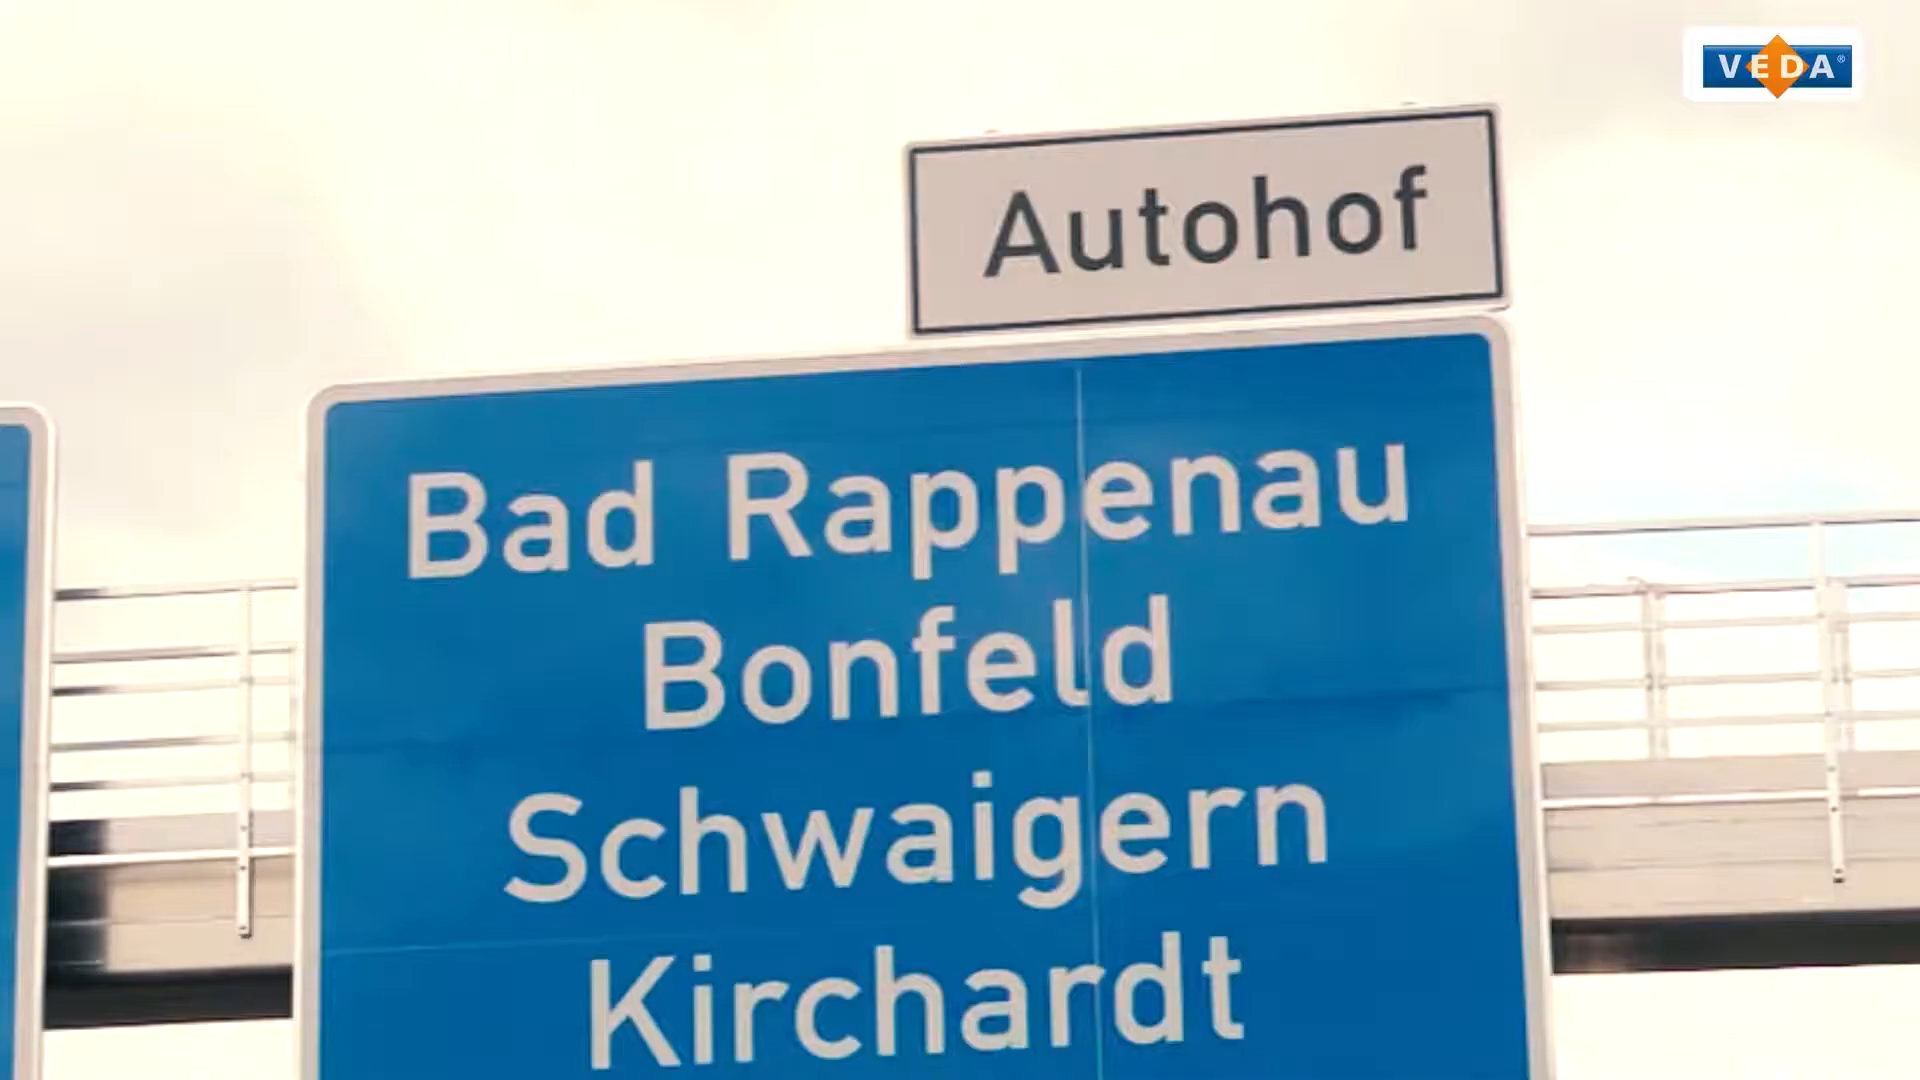 VEDA®
Autohof
Bad Rappenau
Bonfeld
Schwaigern
Kirchardt